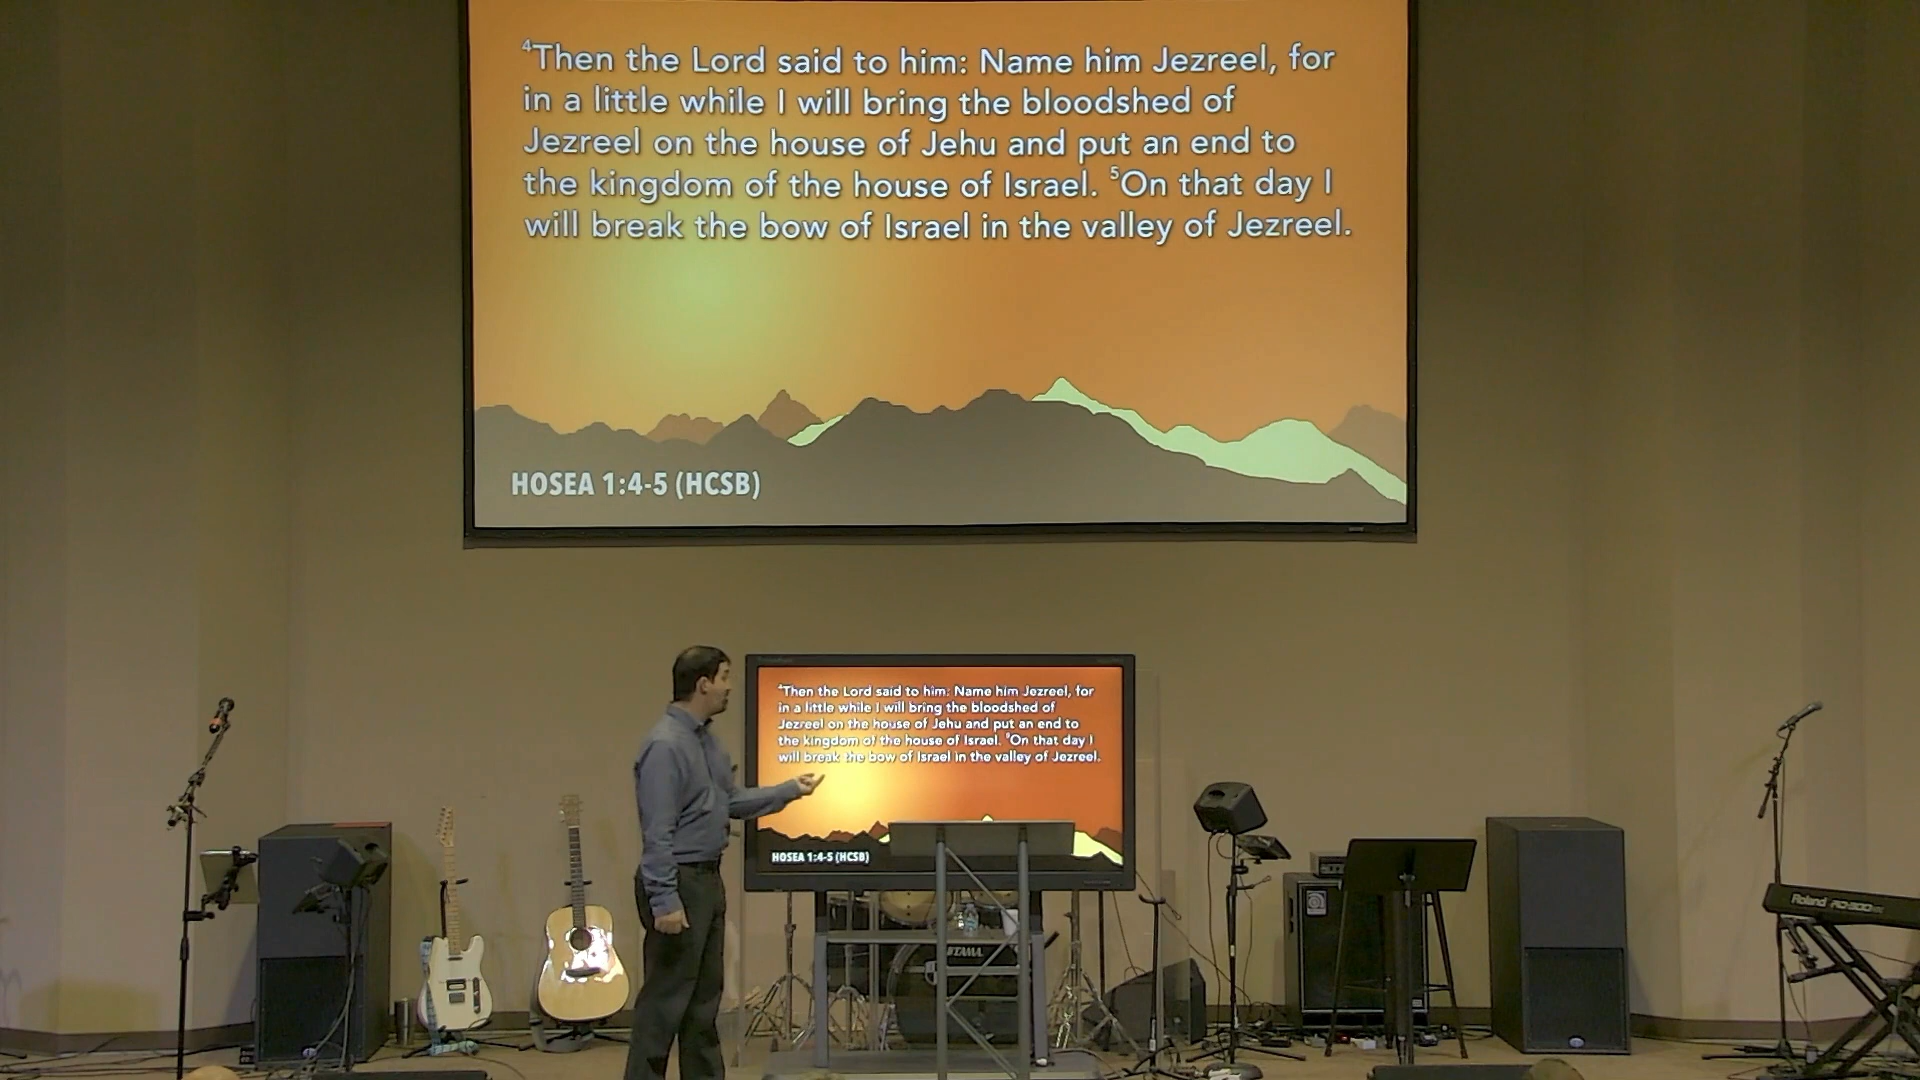 ⁴Then the Lord said to him: Name him Jezreel, for
in a little while I will bring the bloodshed of
Jezreel on the house of Jehu and put an end to
the kingdom of the house of Israel. ⁵On that day I
will break the bow of Israel in the valley of Jezreel.
HOSEA 1:4-5 (HCSB)
⁴Then the Lord said to him: Name him Jezreel, for
in a little while I will bring the bloodshed of
Jezreel on the house of Jehu and put an end to
the kingdom of the house of Israel. ⁵On that day I
will break the bow of Israel in the valley of Jezreel.
HOSEA 1:4-5 (HCSB)
Roland
TAMA